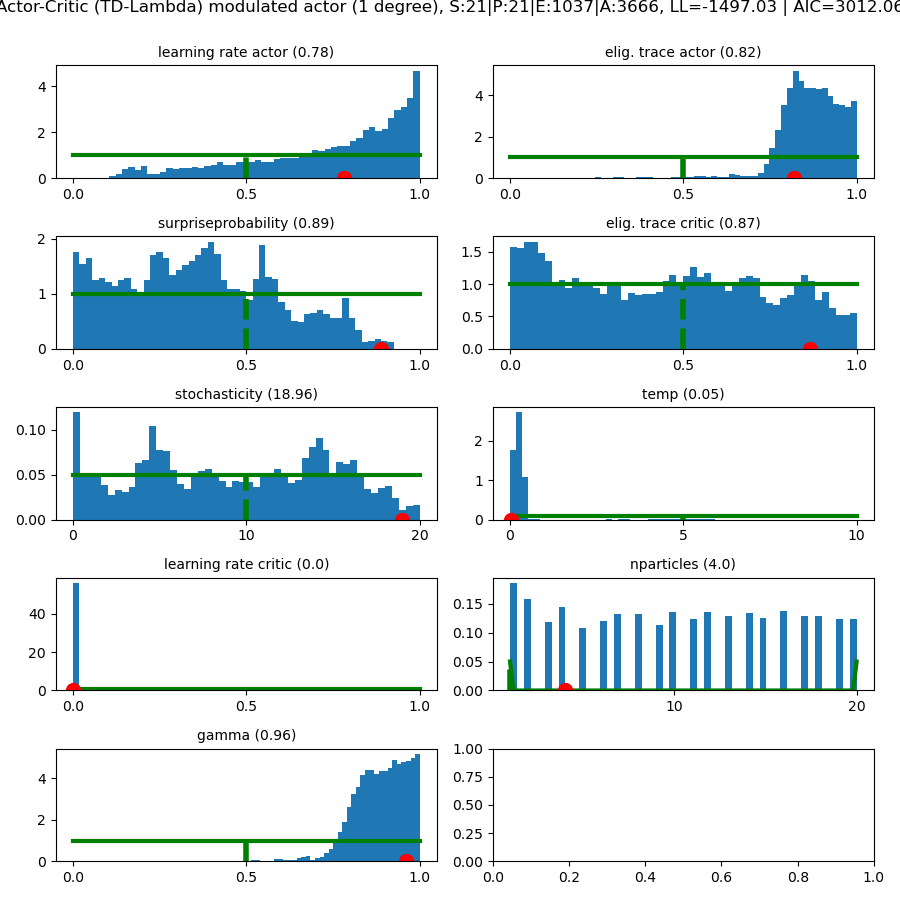 Actor-Critic (TD-Lambda) modulated actor (1 degree), S:21|P:21|E:1037|A:3666, LL=-1497.03 | AIC=3012.06
learning rate actor (0.78)
elig. trace actor (0.82)
4
2
0
0.0 0.5 1.0
4
2
0
0.0 0.5 1.0
surpriseprobability (0.89)
elig. trace critic (0.87)
2
1
0
0.0 0.5 1.0
1.5
1.0
0.5
0.0
0.0 0.5 1.0
stochasticity (18.96)
temp (0.05)
0.10
0.05
0.00
0 10 20
2
1
0
0 5 10
learning rate critic (0.0)
nparticles (4.0)
40
20
0
0.0 0.5 1.0
0.15
0.10
0.05
0.00
10 20
gamma (0.96)
4
2
0
0.0 0.5 1.0
1.00
0.75
0.50
0.25
0.00
0.0 0.2 0.4 0.6 0.8 1.0